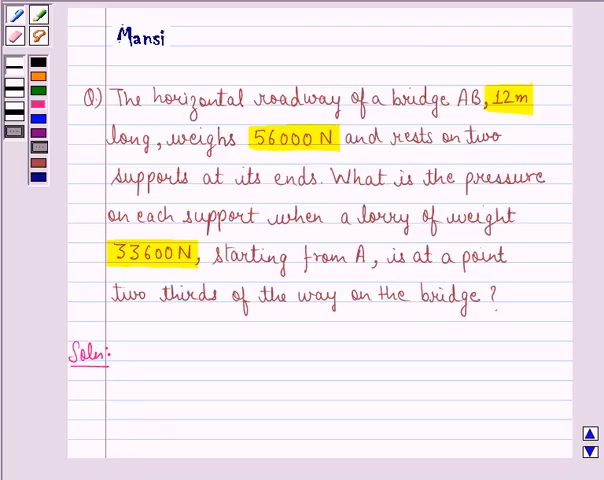 Mansi
Q.) The horizontal roadway of a bridge AB, 12m
long, weighs 56000 N and rests on two
supports at its ends. What is the pressure
on each support when a lorry of weight
33600 N, starting from A, is at a point
two thirds of the way on the bridge?
Soln: